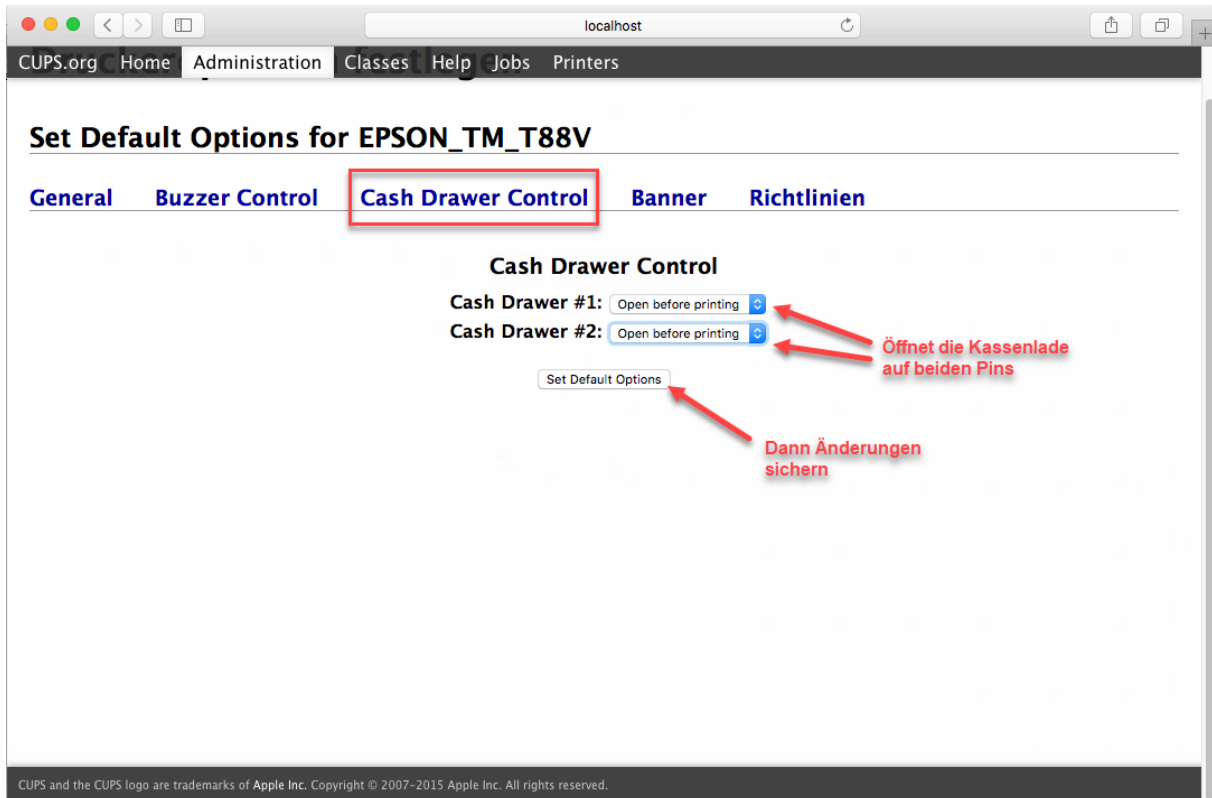 localhost
Druckeroptionen festlegen
CUPS.org Home Administration Classes Help Jobs Printers
Set Default Options for EPSON_TM_T88V
General Buzzer Control Cash Drawer Control Banner Richtlinien
Cash Drawer Control
Cash Drawer #1: Open before printing
Cash Drawer #2: Open before printing
Öffnet die Kassenlade
auf beiden Pins
Set Default Options
Dann Änderungen
sichern
CUPS and the CUPS logo are trademarks of Apple Inc. Copyright © 2007–2015 Apple Inc. All rights reserved.